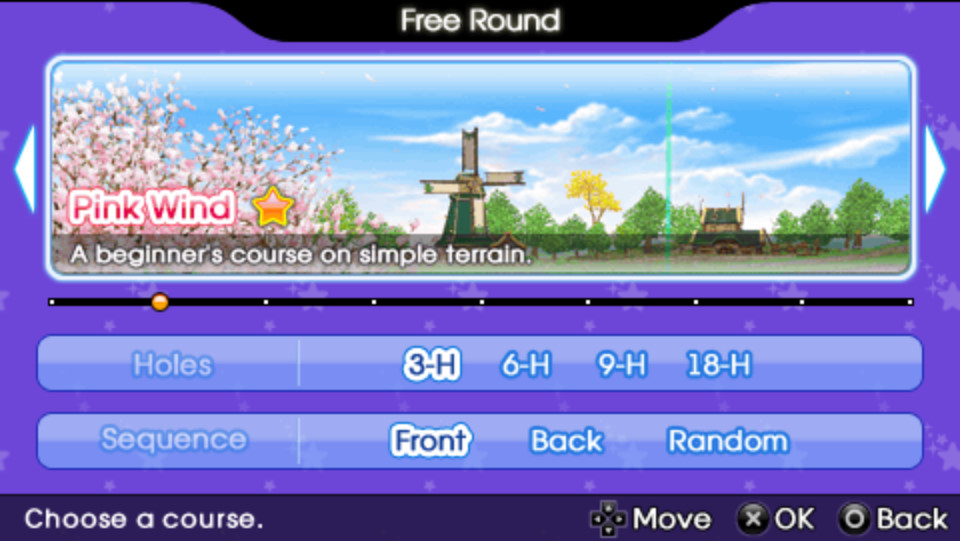 Free Round
Pink Wind
A beginner's course on simple terrain.
Holes 3-H 6-H 9-H 18-H
Sequence Front Back Random
Choose a course. Move OK Back